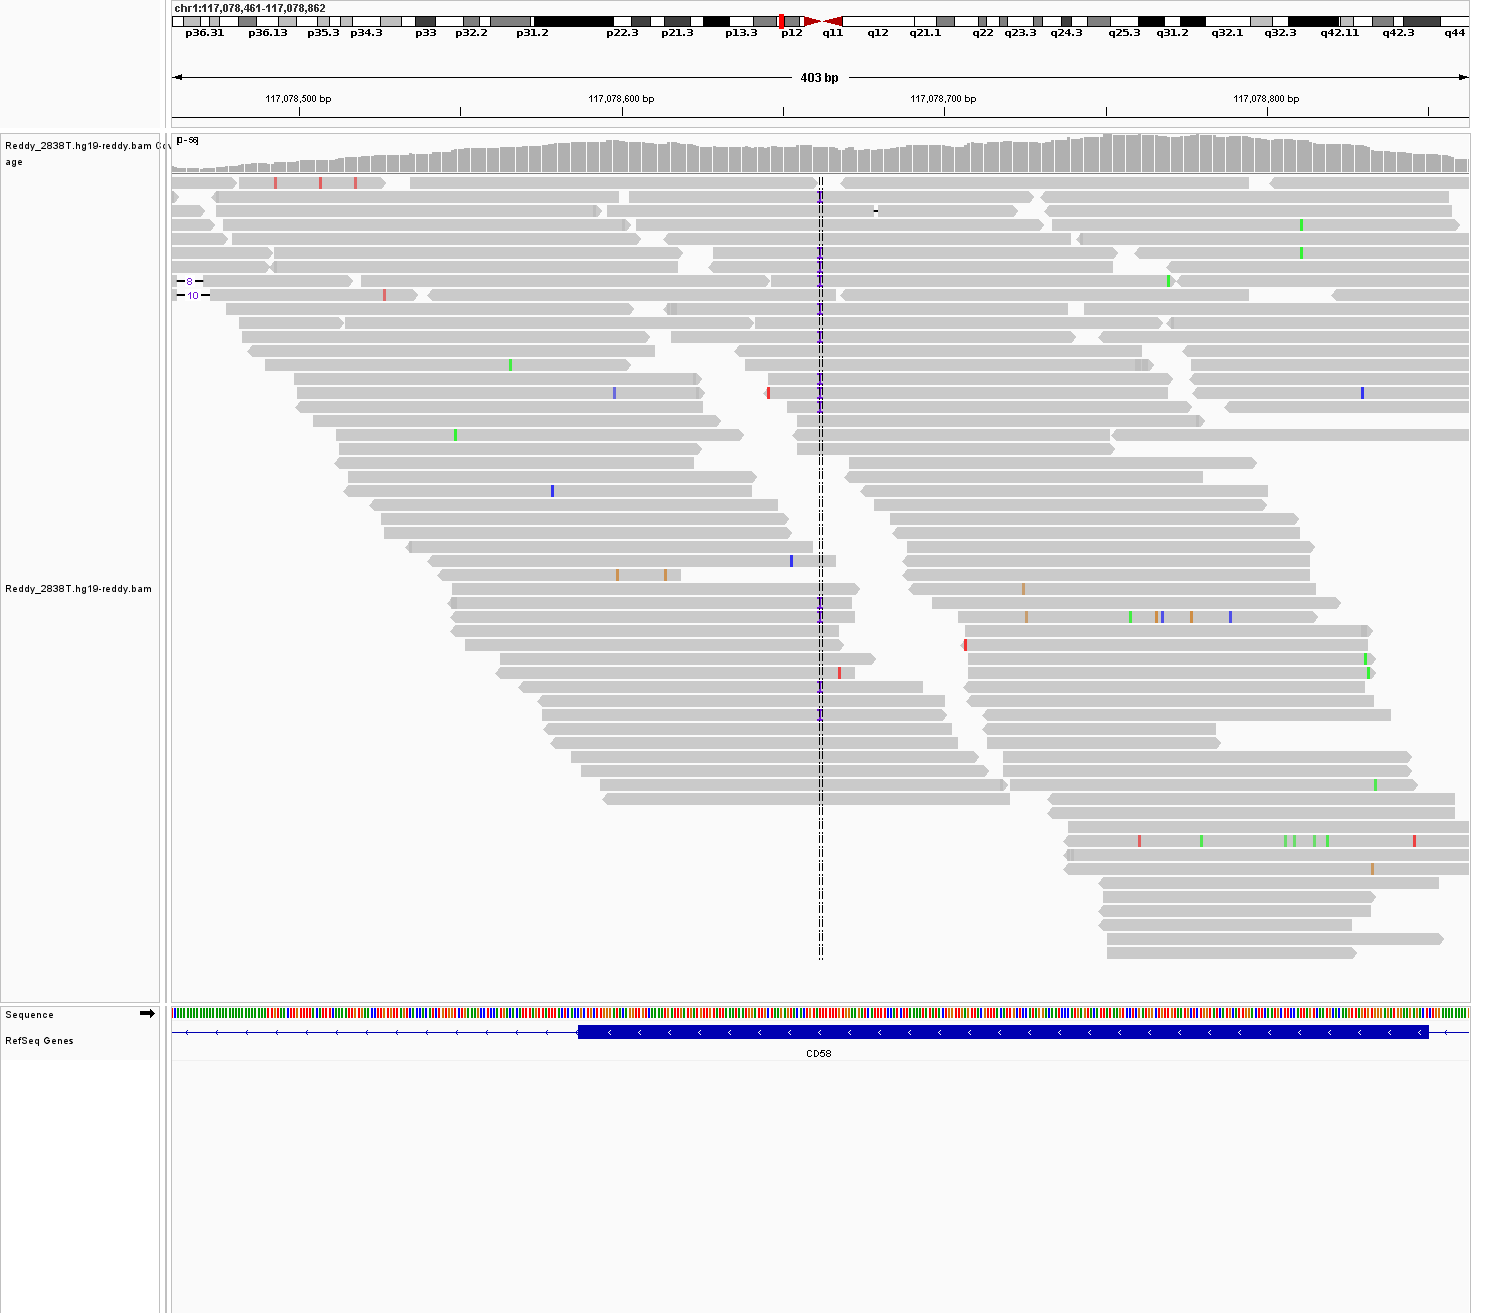 chr1:117,078,461-117,078,862
p36.31 p36.13 p35.3 p34.3 p33 p32.2 p31.2 p22.3 p21.3 p13.3 p12 q11 q12 q21.1 q22 q23.3 q24.3 q25.3 q31.2 q32.1 q32.3 q42.11 q42.3 q44
403 bp
117,078,500 bp 117,078,600 bp 117,078,700 bp 117,078,800 bp
[0-56]
Reddy_2838T.hg19-reddy.bam Cov
age
8
10
Reddy_2838T.hg19-reddy.bam
Sequence
RefSeq Genes
CD58